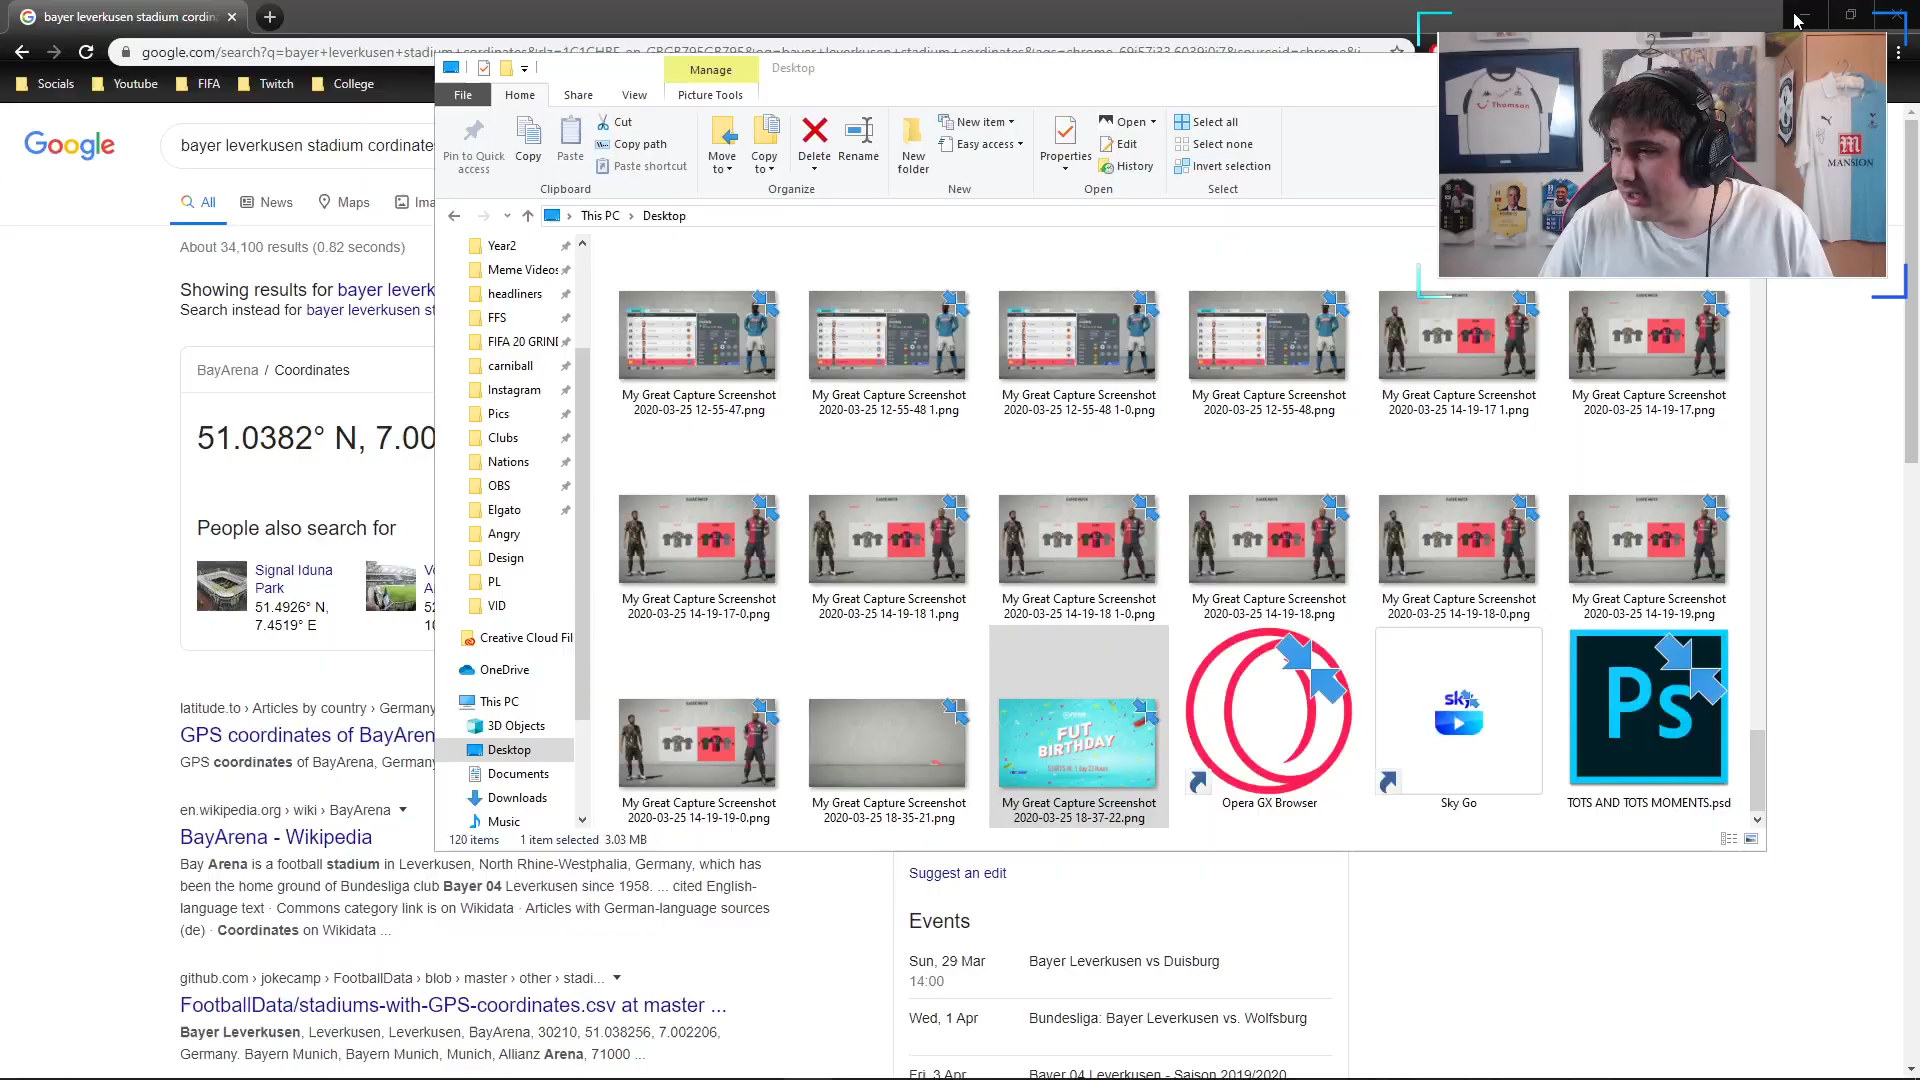 bayer leverkusen stadium cordin
google.com/search?q=bayer+leverkusen+stadium+cordinates
Socials
Youtube
FIFA
Twitch
College
Google
bayer leverkusen stadium cordinates
All
News
Maps
Ima
About 34,100 results (0.82 seconds)
Showing results for bayer leverk
Search instead for bayer leverkusen st
BayArena / Coordinates
51.0382° N, 7.00
People also search for
Signal Iduna
Park
51.4926° N,
7.4519° E
latitude.to › Articles by country › Germany
GPS coordinates of BayAren
GPS coordinates of BayArena, Germany
en.wikipedia.org › wiki › BayArena
BayArena - Wikipedia
Bay Arena is a football stadium in Leverkusen, North Rhine-Westphalia, Germany, which has
been the home ground of Bundesliga club Bayer 04 Leverkusen since 1958. ... cited English-
language text · Commons category link is on Wikidata · Articles with German-language sources
(de) · Coordinates on Wikidata ...
github.com › jokecamp › FootballData › blob › master › other › stadi...
FootballData/stadiums-with-GPS-coordinates.csv at master ...
Bayer Leverkusen, Leverkusen, Leverkusen, BayArena, 30210, 51.038256, 7.002206,
Germany. Bayern Munich, Bayern Munich, Munich, Allianz Arena, 71000 ...
Manage
Desktop
File
Home
Share
View
Picture Tools
Pin to Quick
access
Copy
Paste
Cut
Copy path
Paste shortcut
Clipboard
Move
to
Copy
to
Delete
Rename
Organize
New
folder
New item
Easy access
New
Properties
Open
Edit
History
Open
Select all
Select none
Invert selection
Select
This PC › Desktop
Year2
Meme Videos
headliners
FFS
FIFA 20 GRIND
carniball
Instagram
Pics
Clubs
Nations
OBS
Elgato
Angry
Design
PL
VID
Creative Cloud Fil
OneDrive
This PC
3D Objects
Desktop
Documents
Downloads
Music
My Great Capture Screenshot
2020-03-25 12-55-47.png
My Great Capture Screenshot
2020-03-25 12-55-48 1.png
My Great Capture Screenshot
2020-03-25 12-55-48 1-0.png
My Great Capture Screenshot
2020-03-25 12-55-48.png
My Great Capture Screenshot
2020-03-25 14-19-17 1.png
My Great Capture Screenshot
2020-03-25 14-19-17.png
My Great Capture Screenshot
2020-03-25 14-19-17-0.png
My Great Capture Screenshot
2020-03-25 14-19-18 1.png
My Great Capture Screenshot
2020-03-25 14-19-18 1-0.png
My Great Capture Screenshot
2020-03-25 14-19-18.png
My Great Capture Screenshot
2020-03-25 14-19-18-0.png
My Great Capture Screenshot
2020-03-25 14-19-19.png
My Great Capture Screenshot
2020-03-25 14-19-19-0.png
My Great Capture Screenshot
2020-03-25 18-35-21.png
FUT
BIRTHDAY
My Great Capture Screenshot
2020-03-25 18-37-22.png
Opera GX Browser
sky
Sky Go
Ps
TOTS AND TOTS MOMENTS.psd
120 items
1 item selected 3.03 MB
Thomson
MANSION
Suggest an edit
Events
Sun, 29 Mar
14:00
Bayer Leverkusen vs Duisburg
Wed, 1 Apr
Bundesliga: Bayer Leverkusen vs. Wolfsburg
Fri, 3 Apr
Bayer 04 Leverkusen - Saison 2019/2020